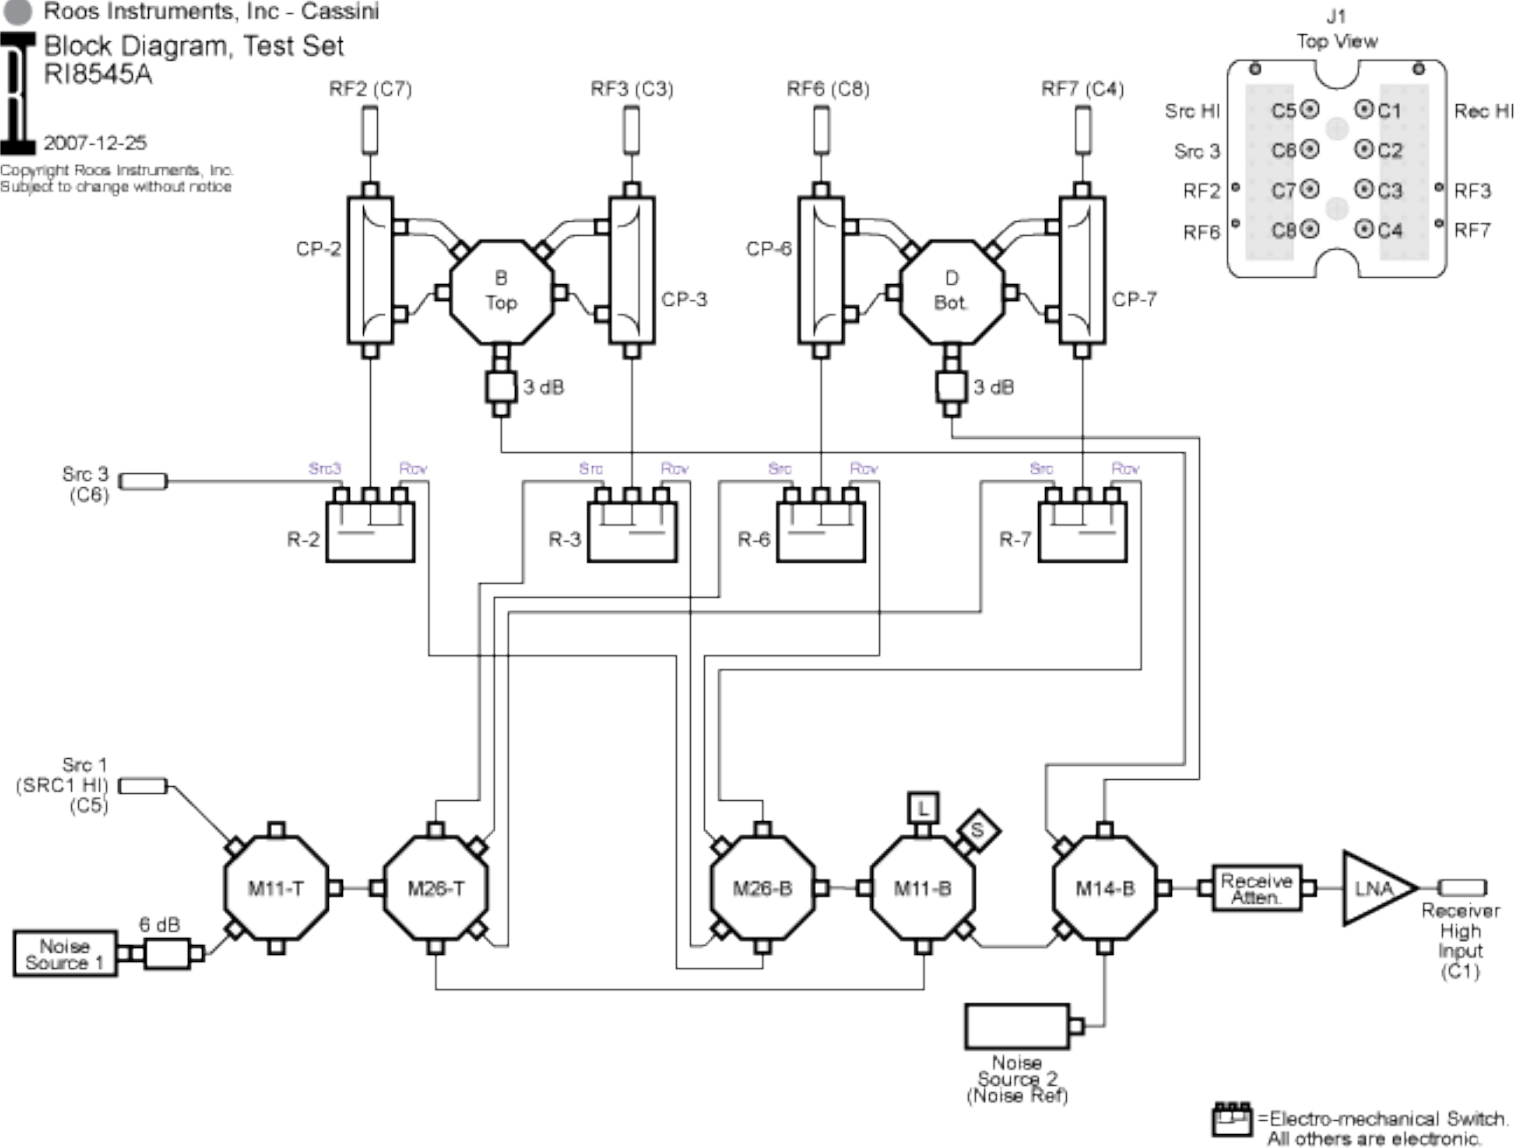 Roos Instruments, Inc - Cassini
Block Diagram, Test Set
RI8545A
2007-12-25
Copyright Roos Instruments, Inc.
Subject to change without notice
RF2 (C7)
RF3 (C3)
RF6 (C8)
RF7 (C4)
J1
Top View
Src HI
C5
C1
Rec HI
Src 3
C6
C2
RF2
C7
C3
RF3
RF6
C8
C4
RF7
CP-2
B
Top
CP-3
CP-6
D
Bot.
CP-7
3 dB
3 dB
Src 3
(C6)
Src3
Rcv
Src
Rcv
Src
Rcv
Src
Rcv
R-2
R-3
R-6
R-7
Src 1
(SRC1 HI)
(C5)
L
S
M11-T
M26-T
M26-B
M11-B
M14-B
Receive
Atten.
LNA
Receiver
High
Input
(C1)
6 dB
Noise
Source 1
Noise
Source 2
(Noise Ref)
=Electro-mechanical Switch.
All others are electronic.